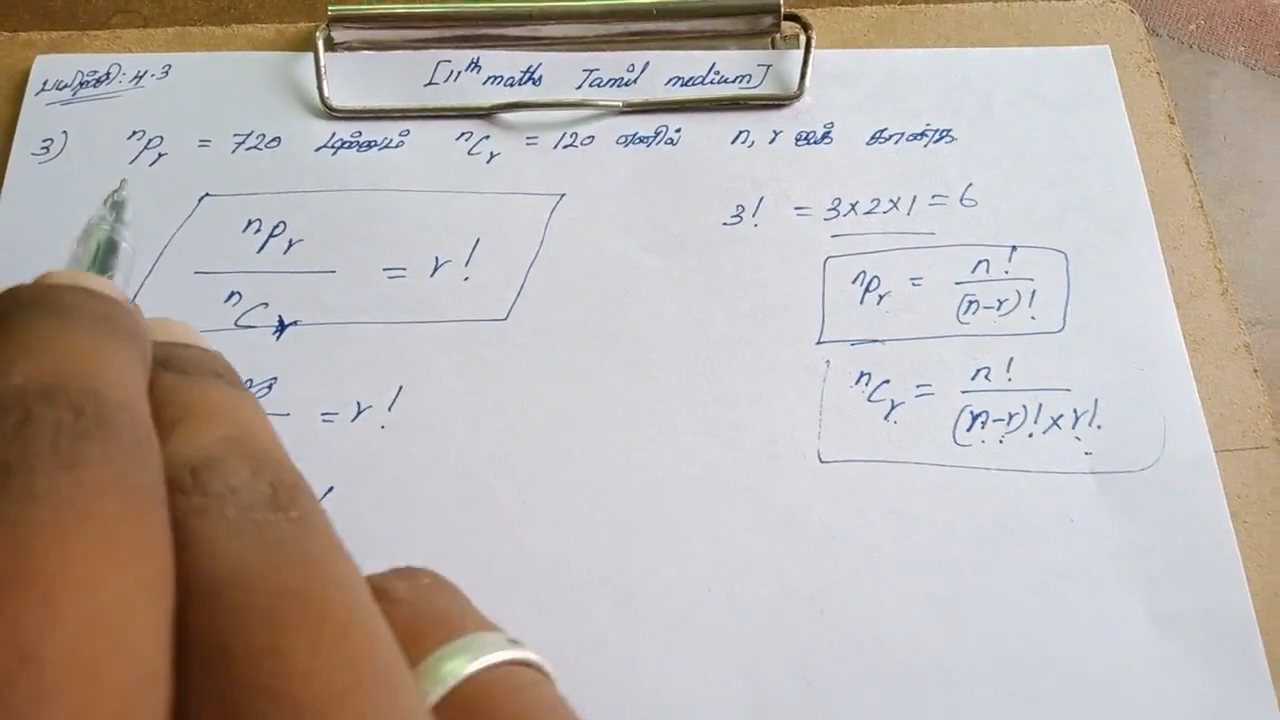 பயிற்சி: 4.3
[11th maths Tamil medium]
3) nPr = 720 மற்றும் nCr = 120 எனில் n, r ஐக் காண்க
nPr / nCr = r!
= r!
3! = 3×2×1 = 6
nPr = n! / (n-r)!
nCr = n! / (n-r)! × r!